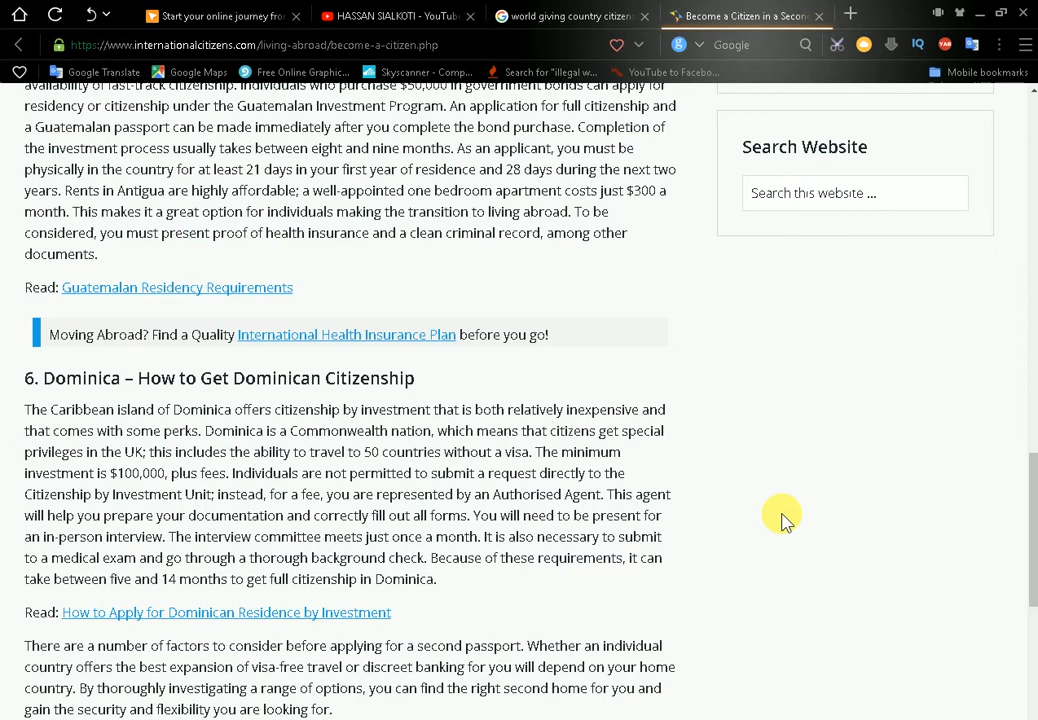 Start your online journey from
HASSAN SIALKOTI - YouTube
world giving country citizens
Become a Citizen in a Second
https://www.internationalcitizens.com/living-abroad/become-a-citizen.php
Google
Google Translate
Google Maps
Free Online Graphic...
Skyscanner - Comp...
Search for "illegal w...
YouTube to Facebo...
Mobile bookmarks
availability of fast-track citizenship. Individuals who purchase $50,000 in government bonds can apply for
residency or citizenship under the Guatemalan Investment Program. An application for full citizenship and
a Guatemalan passport can be made immediately after you complete the bond purchase. Completion of
the investment process usually takes between eight and nine months. As an applicant, you must be
physically in the country for at least 21 days in your first year of residence and 28 days during the next two
years. Rents in Antigua are highly affordable; a well-appointed one bedroom apartment costs just $300 a
month. This makes it a great option for individuals making the transition to living abroad. To be
considered, you must present proof of health insurance and a clean criminal record, among other
documents.
Read: Guatemalan Residency Requirements
Moving Abroad? Find a Quality International Health Insurance Plan before you go!
6. Dominica – How to Get Dominican Citizenship
The Caribbean island of Dominica offers citizenship by investment that is both relatively inexpensive and
that comes with some perks. Dominica is a Commonwealth nation, which means that citizens get special
privileges in the UK; this includes the ability to travel to 50 countries without a visa. The minimum
investment is $100,000, plus fees. Individuals are not permitted to submit a request directly to the
Citizenship by Investment Unit; instead, for a fee, you are represented by an Authorised Agent. This agent
will help you prepare your documentation and correctly fill out all forms. You will need to be present for
an in-person interview. The interview committee meets just once a month. It is also necessary to submit
to a medical exam and go through a thorough background check. Because of these requirements, it can
take between five and 14 months to get full citizenship in Dominica.
Read: How to Apply for Dominican Residence by Investment
There are a number of factors to consider before applying for a second passport. Whether an individual
country offers the best expansion of visa-free travel or discreet banking for you will depend on your home
country. By thoroughly investigating a range of options, you can find the right second home for you and
gain the security and flexibility you are looking for.
Search Website
Search this website ...